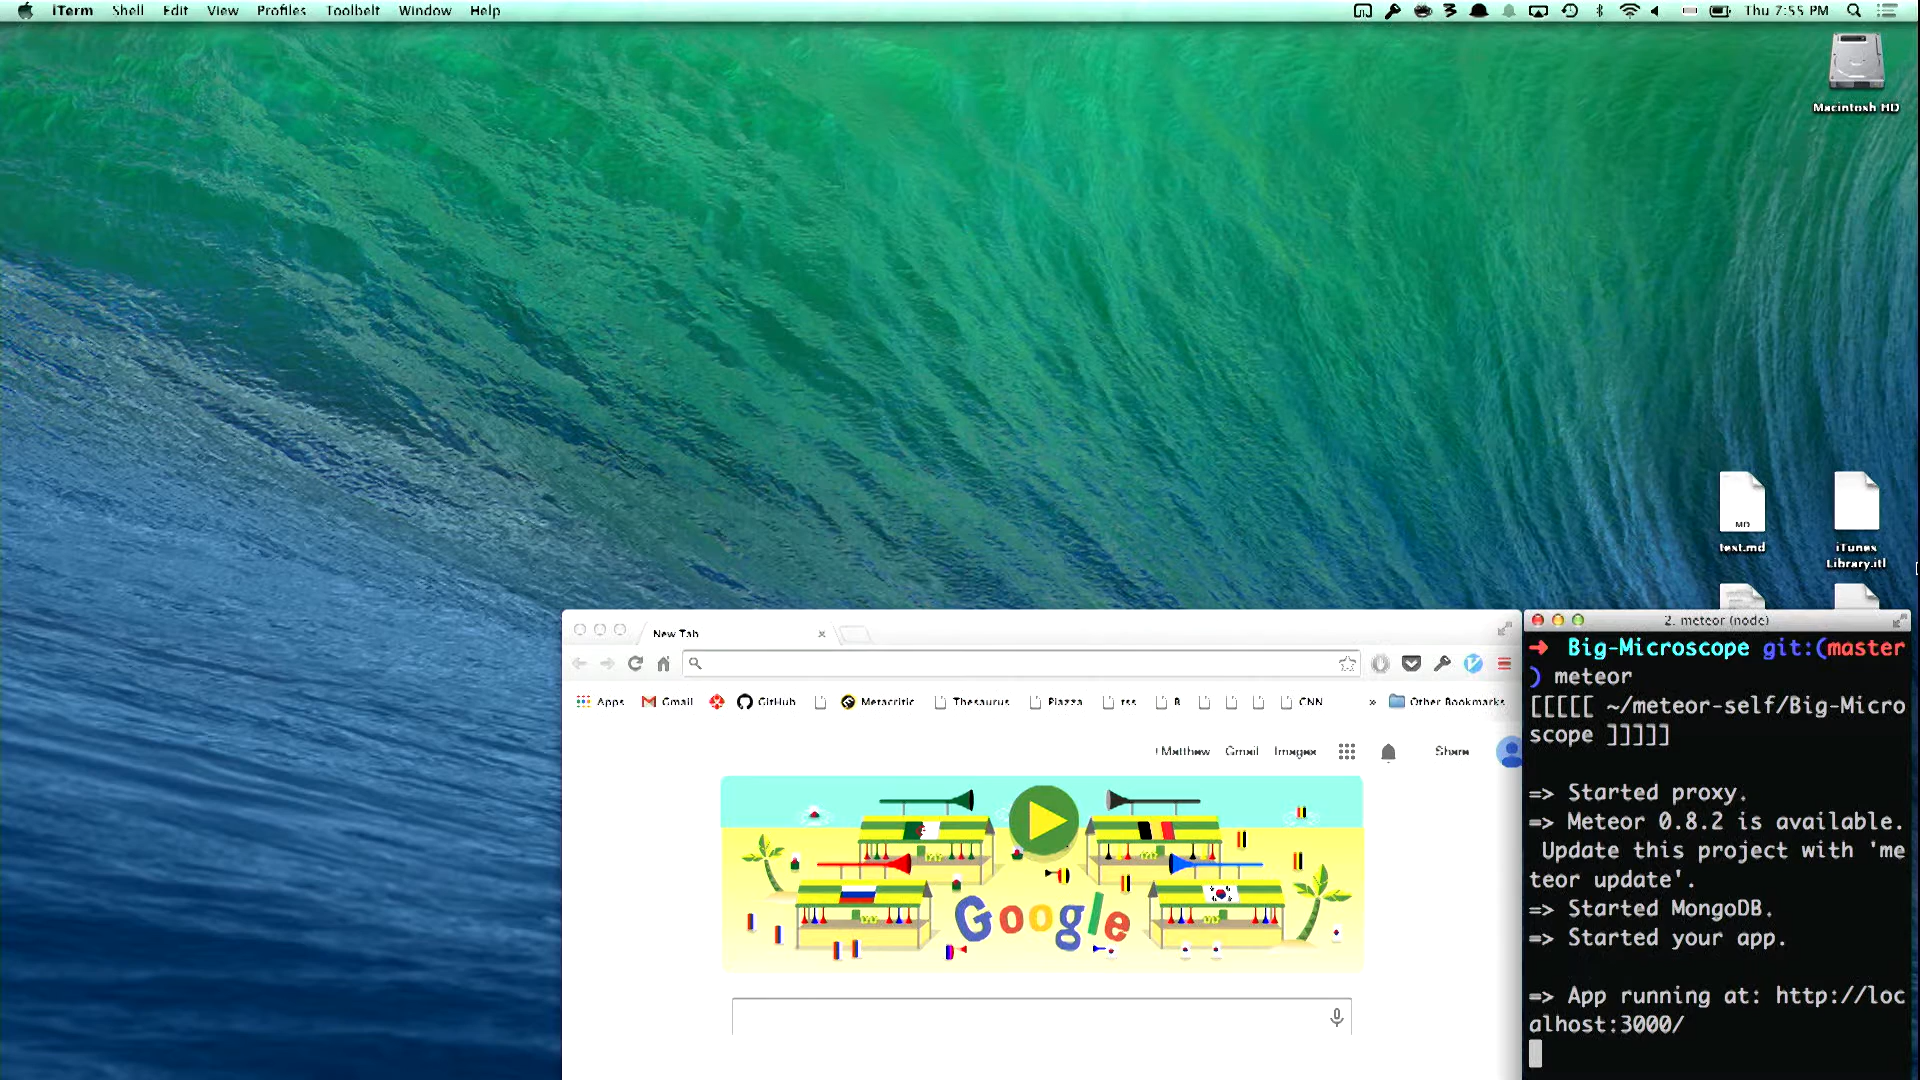 iTerm Shell Edit View Profiles Toolbelt Window Help
Thu 7:55 PM
Macintosh HD
MD
test.md
iTunes Library.itl
New Tab
Apps Gmail GitHub Metacritic Thesaurus Piazza rss R CNN » Other Bookmarks
+Matthew Gmail Images Share
Google
2. meteor (node)
➜ Big-Microscope git:(master
) meteor
[[[[[ ~/meteor-self/Big-Micro
scope ]]]]]
=> Started proxy.
=> Meteor 0.8.2 is available.
Update this project with 'me
teor update'.
=> Started MongoDB.
=> Started your app.
=> App running at: http://loc
alhost:3000/